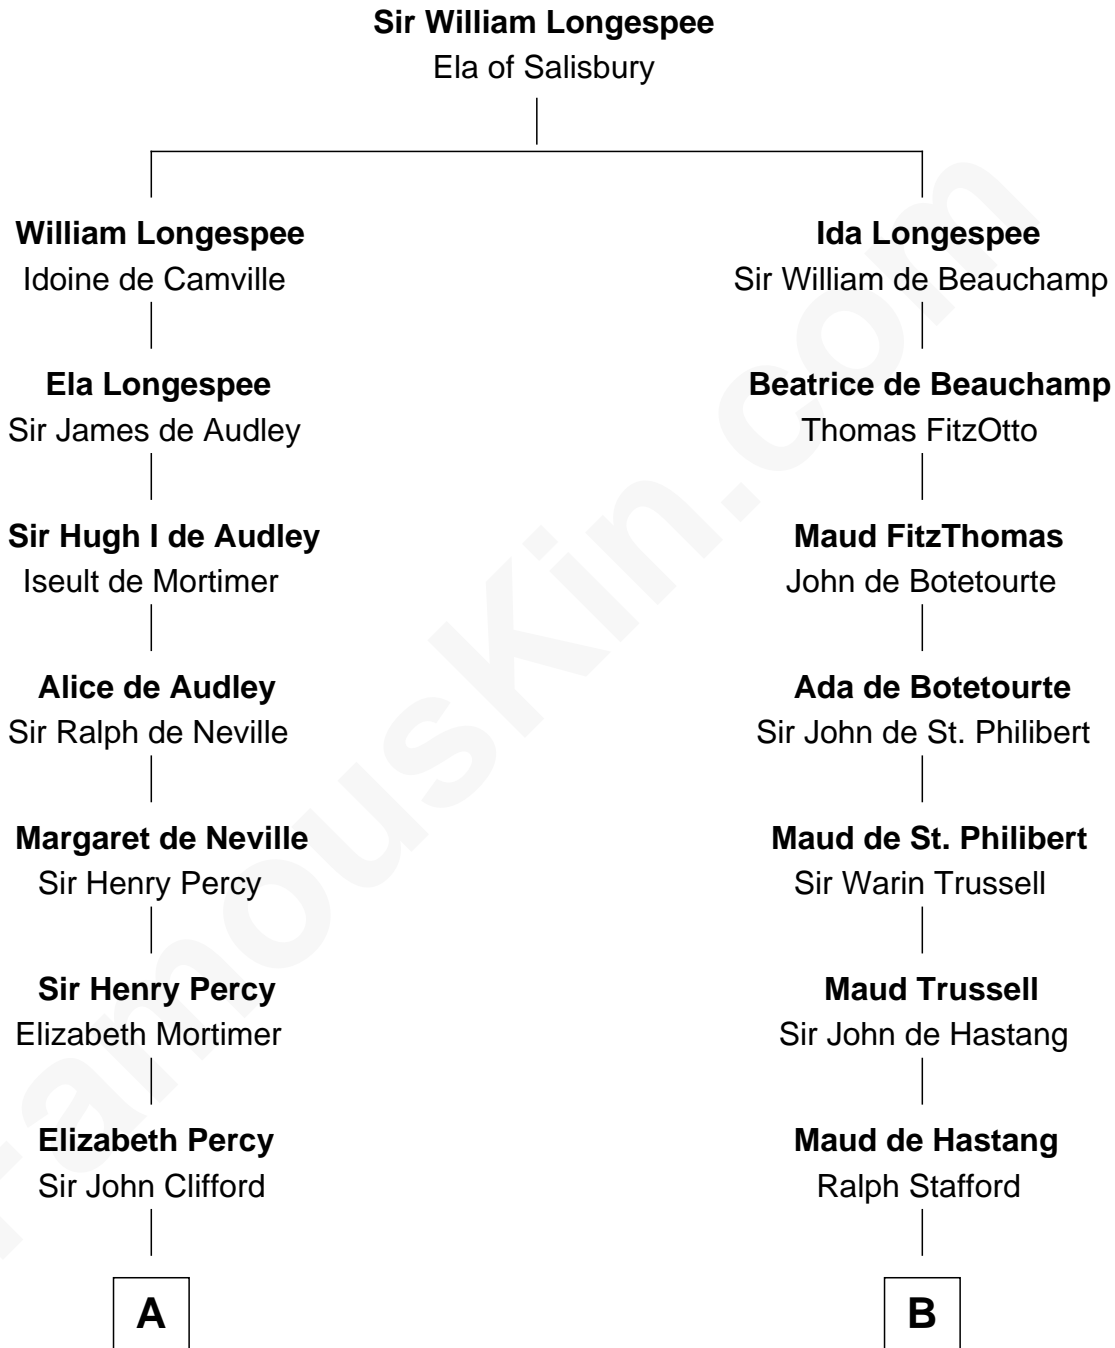 Sir William Longespee
Ela of Salisbury
William Longespee
Idoine de Camville
Ela Longespee
Sir James de Audley
Sir Hugh I de Audley
Iseult de Mortimer
Alice de Audley
Sir Ralph de Neville
Margaret de Neville
Sir Henry Percy
Sir Henry Percy
Elizabeth Mortimer
Elizabeth Percy
Sir John Clifford
A
Ida Longespee
Sir William de Beauchamp
Beatrice de Beauchamp
Thomas FitzOtto
Maud FitzThomas
John de Botetourte
Ada de Botetourte
Sir John de St. Philibert
Maud de St. Philibert
Sir Warin Trussell
Maud Trussell
Sir John de Hastang
Maud de Hastang
Ralph Stafford
B
FamousKin.com